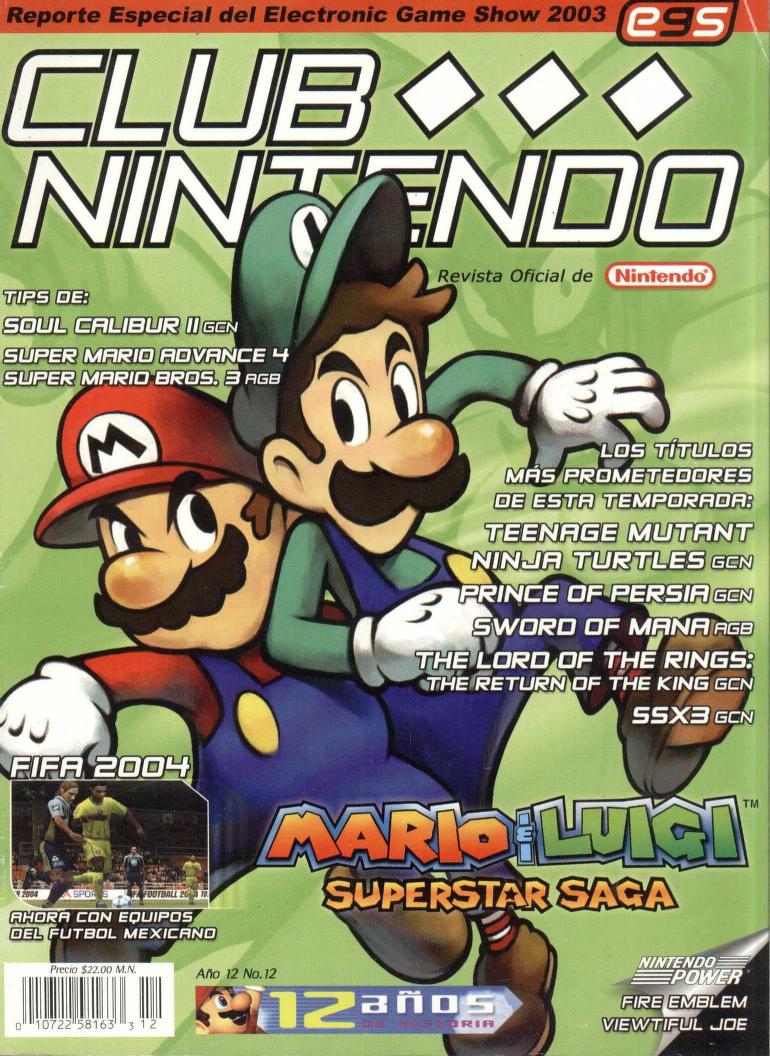 Reporte Especial del Electronic Game Show 2003 egs
CLUB
NINTENDO
Revista Oficial de Nintendo®
TIPS DE:
SOUL CALIBUR II GCN
SUPER MARIO ADVANCE 4
SUPER MARIO BROS. 3 AGB
M
L
LOS TÍTULOS
MÁS PROMETEDORES
DE ESTA TEMPORADA:
TEENAGE MUTANT
NINJA TURTLES GCN
PRINCE OF PERSIA GCN
SWORD OF MANA AGB
THE LORD OF THE RINGS:
THE RETURN OF THE KING GCN
SSX3 GCN
FIFA 2004
EA SPORTS
AHORA CON EQUIPOS
DEL FUTBOL MEXICANO
MARIO & LUIGI™
SUPERSTAR SAGA
Precio $22.00 M.N.
0 10722 58163 3 12
Año 12 No.12
12 años
DE HISTORIA
NINTENDO
POWER
FIRE EMBLEM
VIEWTIFUL JOE